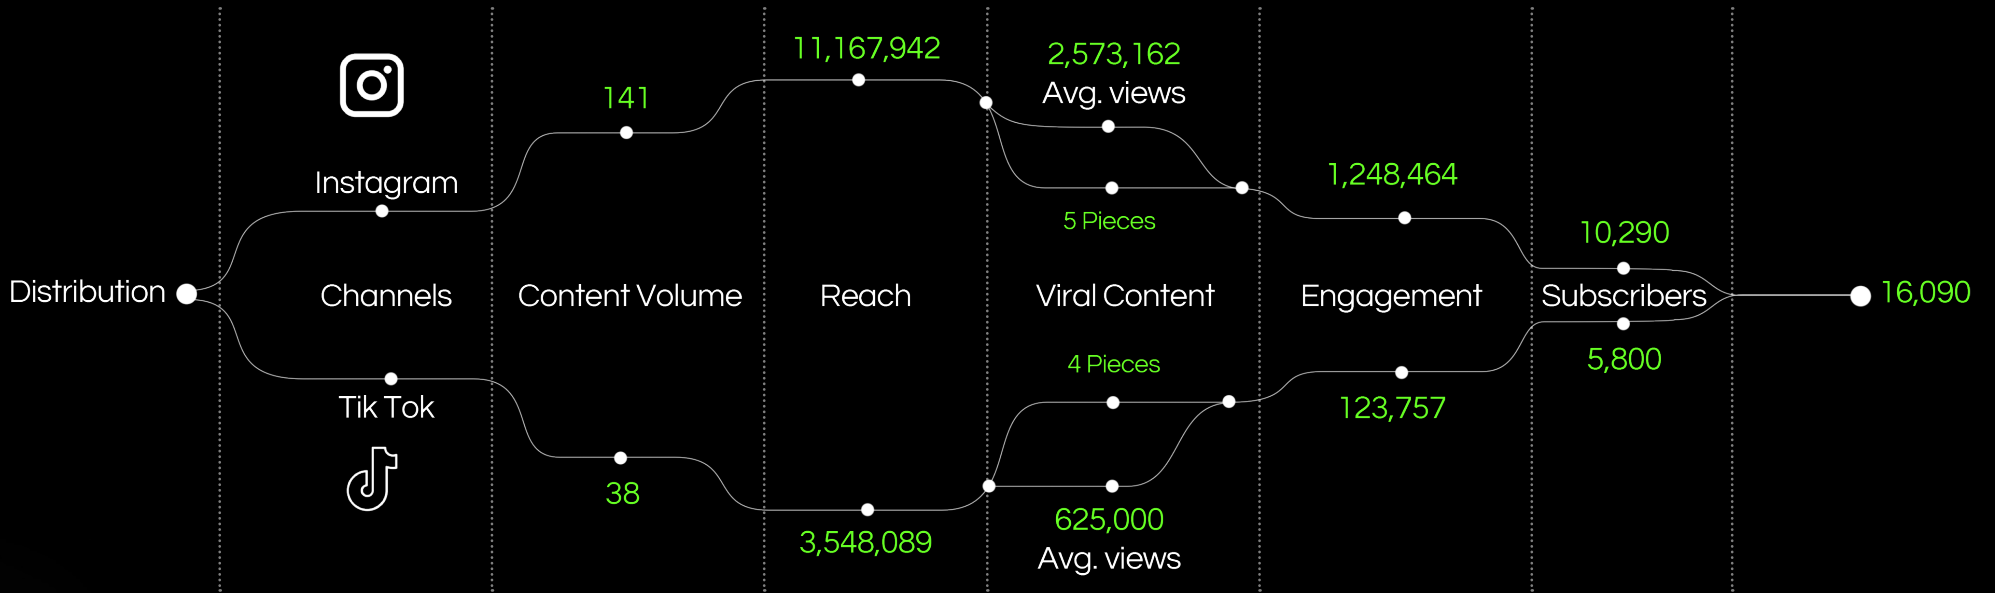 Distribution
Instagram
Channels
Tik Tok
141
Content Volume
38
11,167,942
Reach
3,548,089
2,573,162
Avg. views
5 Pieces
Viral Content
4 Pieces
625,000
Avg. views
1,248,464
Engagement
123,757
10,290
Subscribers
5,800
16,090